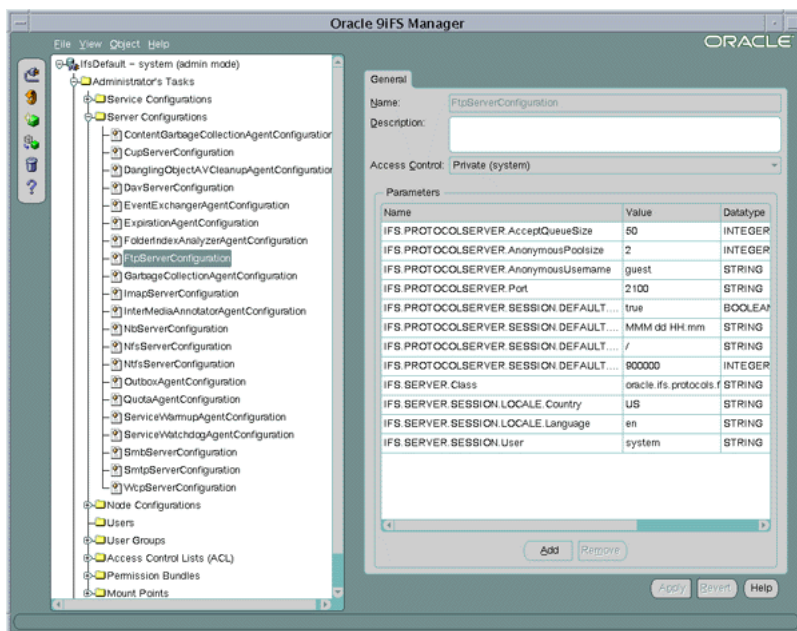 Oracle 9iFS Manager
File View Object Help
ORACLE
IfsDefault – system (admin mode)
Administrator's Tasks
Service Configurations
Server Configurations
ContentGarbageCollectionAgentConfiguration
CupServerConfiguration
DanglingObjectAVCleanupAgentConfiguration
DavServerConfiguration
EventExchangerAgentConfiguration
ExpirationAgentConfiguration
FolderIndexAnalyzerAgentConfiguration
FtpServerConfiguration
GarbageCollectionAgentConfiguration
ImapServerConfiguration
InterMediaAnnotatorAgentConfiguration
NbServerConfiguration
NfsServerConfiguration
NtfsServerConfiguration
OutboxAgentConfiguration
QuotaAgentConfiguration
ServiceWarmupAgentConfiguration
ServiceWatchdogAgentConfiguration
SmbServerConfiguration
SmtpServerConfiguration
WcpServerConfiguration
Node Configurations
Users
User Groups
Access Control Lists (ACL)
Permission Bundles
Mount Points
General
Name: FtpServerConfiguration
Description:
Access Control: Private (system)
Parameters
Name Value Datatype
IFS.PROTOCOLSERVER.AcceptQueueSize 50 INTEGER
IFS.PROTOCOLSERVER.AnonymousPoolsize 2 INTEGER
IFS.PROTOCOLSERVER.AnonymousUsername guest STRING
IFS.PROTOCOLSERVER.Port 2100 INTEGER
IFS.PROTOCOLSERVER.SESSION.DEFAULT.... true BOOLEAN
IFS.PROTOCOLSERVER.SESSION.DEFAULT.... MMM dd HH:mm STRING
IFS.PROTOCOLSERVER.SESSION.DEFAULT.... / STRING
IFS.PROTOCOLSERVER.SESSION.DEFAULT.... 900000 INTEGER
IFS.SERVER.Class oracle.ifs.protocols.f STRING
IFS.SERVER.SESSION.LOCALE.Country US STRING
IFS.SERVER.SESSION.LOCALE.Language en STRING
IFS.SERVER.SESSION.User system STRING
Add Remove
Apply Revert Help